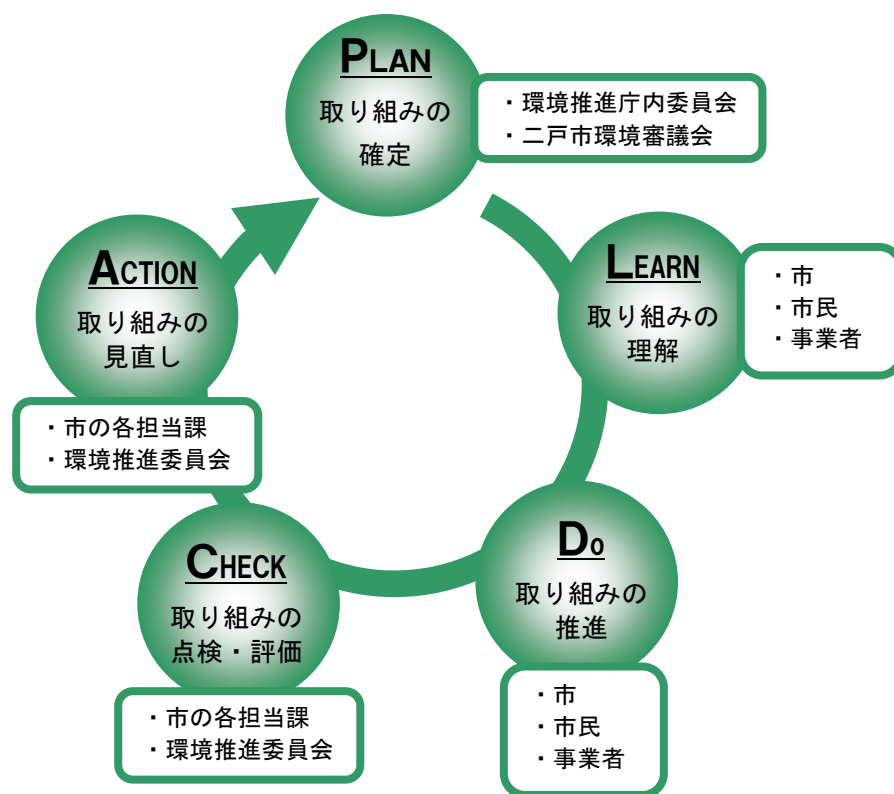 PLAN
取り組みの
確定
・環境推進庁内委員会
・二戸市環境審議会
LEARN
取り組みの
理解
・市
・市民
・事業者
Do
取り組みの
推進
・市
・市民
・事業者
CHECK
取り組みの
点検・評価
・市の各担当課
・環境推進委員会
ACTION
取り組みの
見直し
・市の各担当課
・環境推進委員会